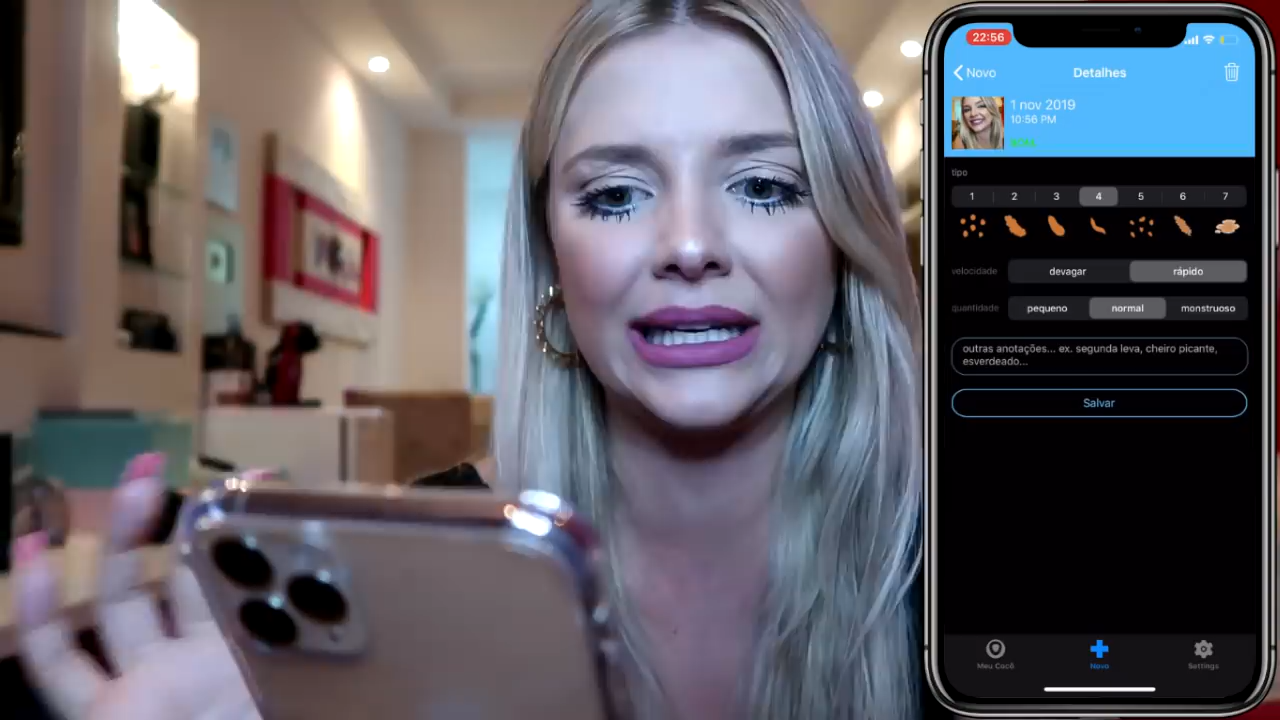 22:56
Novo
Detalhes
1 nov 2019
10:56 PM
tipo
1 2 3 4 5 6 7
velocidade devagar rápido
quantidade pequeno normal monstruoso
outras anotações... ex. segunda leva, cheiro picante,
esverdeado...
Salvar
Meu Cocô Novo Settings